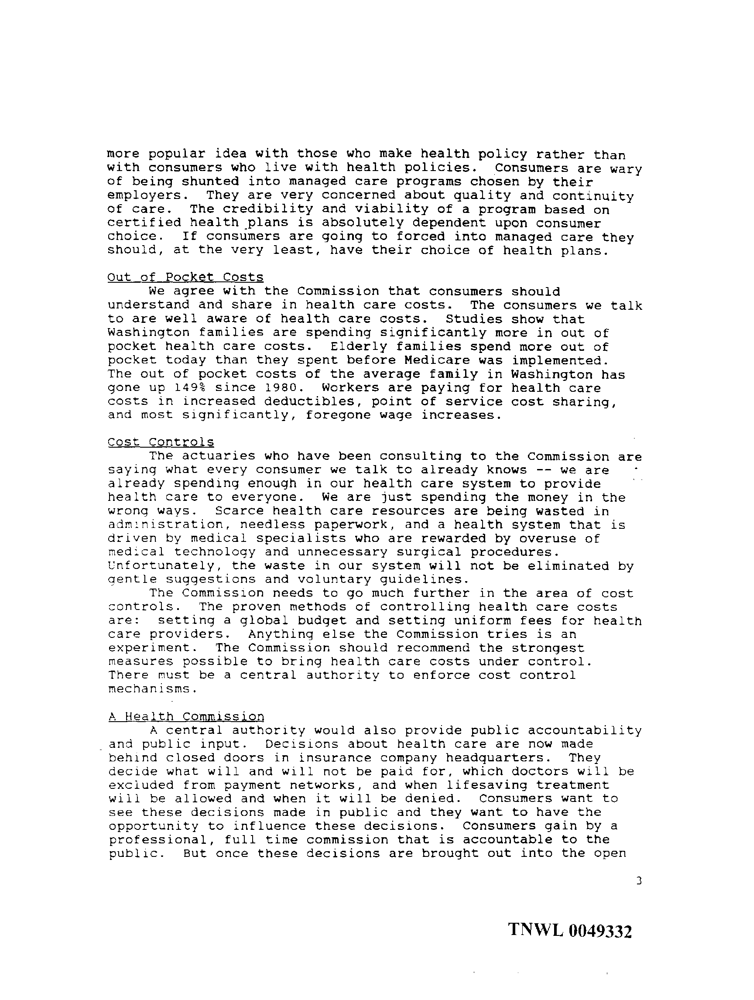 more popular idea with those who make health policy rather than
with consumers who live with health policies.  Consumers are wary
of being shunted into managed care programs chosen by their
employers.  They are very concerned about quality and continuity
of care.  The credibility and viability of a program based on
certified health plans is absolutely dependent upon consumer
choice.  If consumers are going to forced into managed care they
should, at the very least, have their choice of health plans.
Out of Pocket Costs
We agree with the Commission that consumers should
understand and share in health care costs.  The consumers we talk
to are well aware of health care costs.  Studies show that
Washington families are spending significantly more in out of
pocket health care costs.  Elderly families spend more out of
pocket today than they spent before Medicare was implemented.
The out of pocket costs of the average family in Washington has
gone up 149% since 1980.  Workers are paying for health care
costs in increased deductibles, point of service cost sharing,
and most significantly, foregone wage increases.
Cost Controls
The actuaries who have been consulting to the Commission are
saying what every consumer we talk to already knows -- we are
already spending enough in our health care system to provide
health care to everyone.  We are just spending the money in the
wrong ways.  Scarce health care resources are being wasted in
administration, needless paperwork, and a health system that is
driven by medical specialists who are rewarded by overuse of
medical technology and unnecessary surgical procedures.
Unfortunately, the waste in our system will not be eliminated by
gentle suggestions and voluntary guidelines.
The Commission needs to go much further in the area of cost
controls.  The proven methods of controlling health care costs
are:  setting a global budget and setting uniform fees for health
care providers.  Anything else the Commission tries is an
experiment.  The Commission should recommend the strongest
measures possible to bring health care costs under control.
There must be a central authority to enforce cost control
mechanisms.
A Health Commission
A central authority would also provide public accountability
and public input.  Decisions about health care are now made
behind closed doors in insurance company headquarters.  They
decide what will and will not be paid for, which doctors will be
excluded from payment networks, and when lifesaving treatment
will be allowed and when it will be denied.  Consumers want to
see these decisions made in public and they want to have the
opportunity to influence these decisions.  Consumers gain by a
professional, full time commission that is accountable to the
public.  But once these decisions are brought out into the open
3
TNWL 0049332